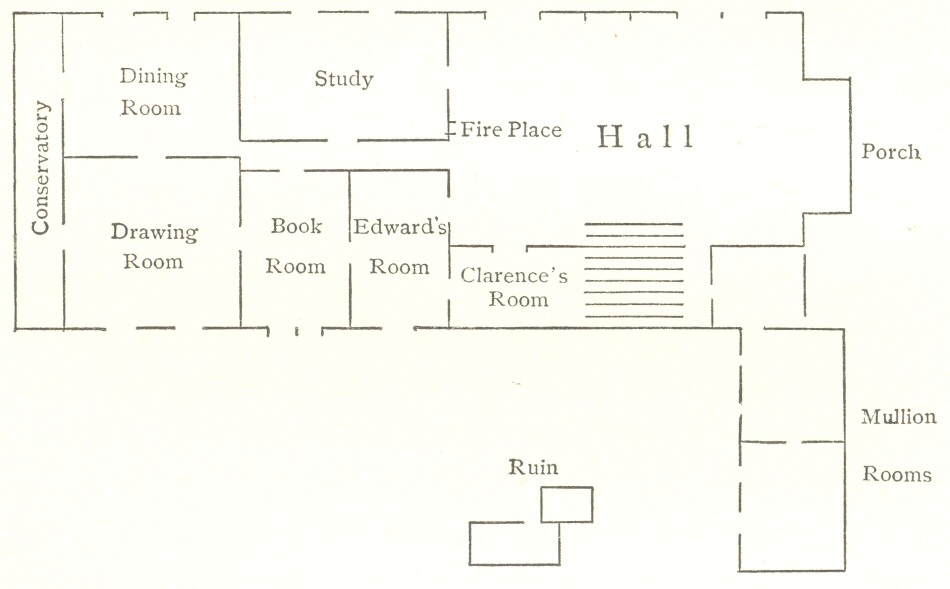 Dining
Room
Study
Fire Place
Hall
Porch
Conservatory
Drawing
Room
Book
Room
Edward's
Room
Clarence's
Room
Mullion
Rooms
Ruin